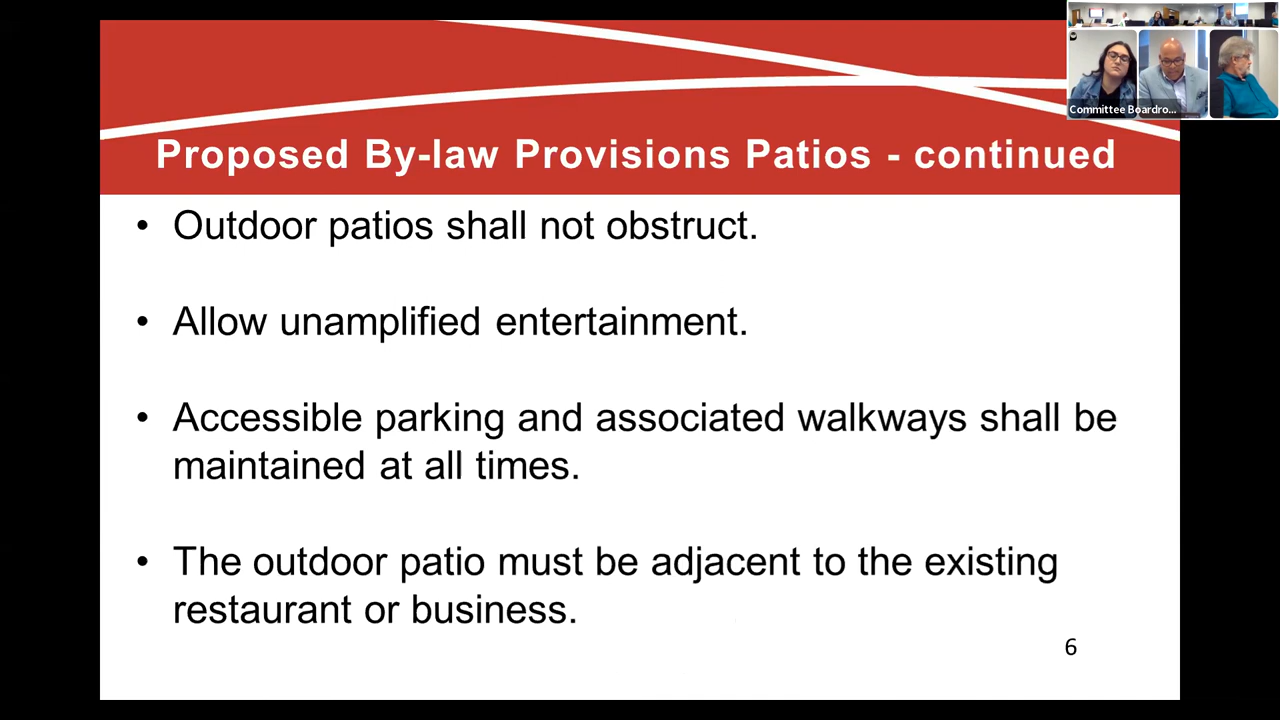 Committee Boardro...
Proposed By-law Provisions Patios - continued
• Outdoor patios shall not obstruct.
• Allow unamplified entertainment.
• Accessible parking and associated walkways shall be
maintained at all times.
• The outdoor patio must be adjacent to the existing
restaurant or business.
6